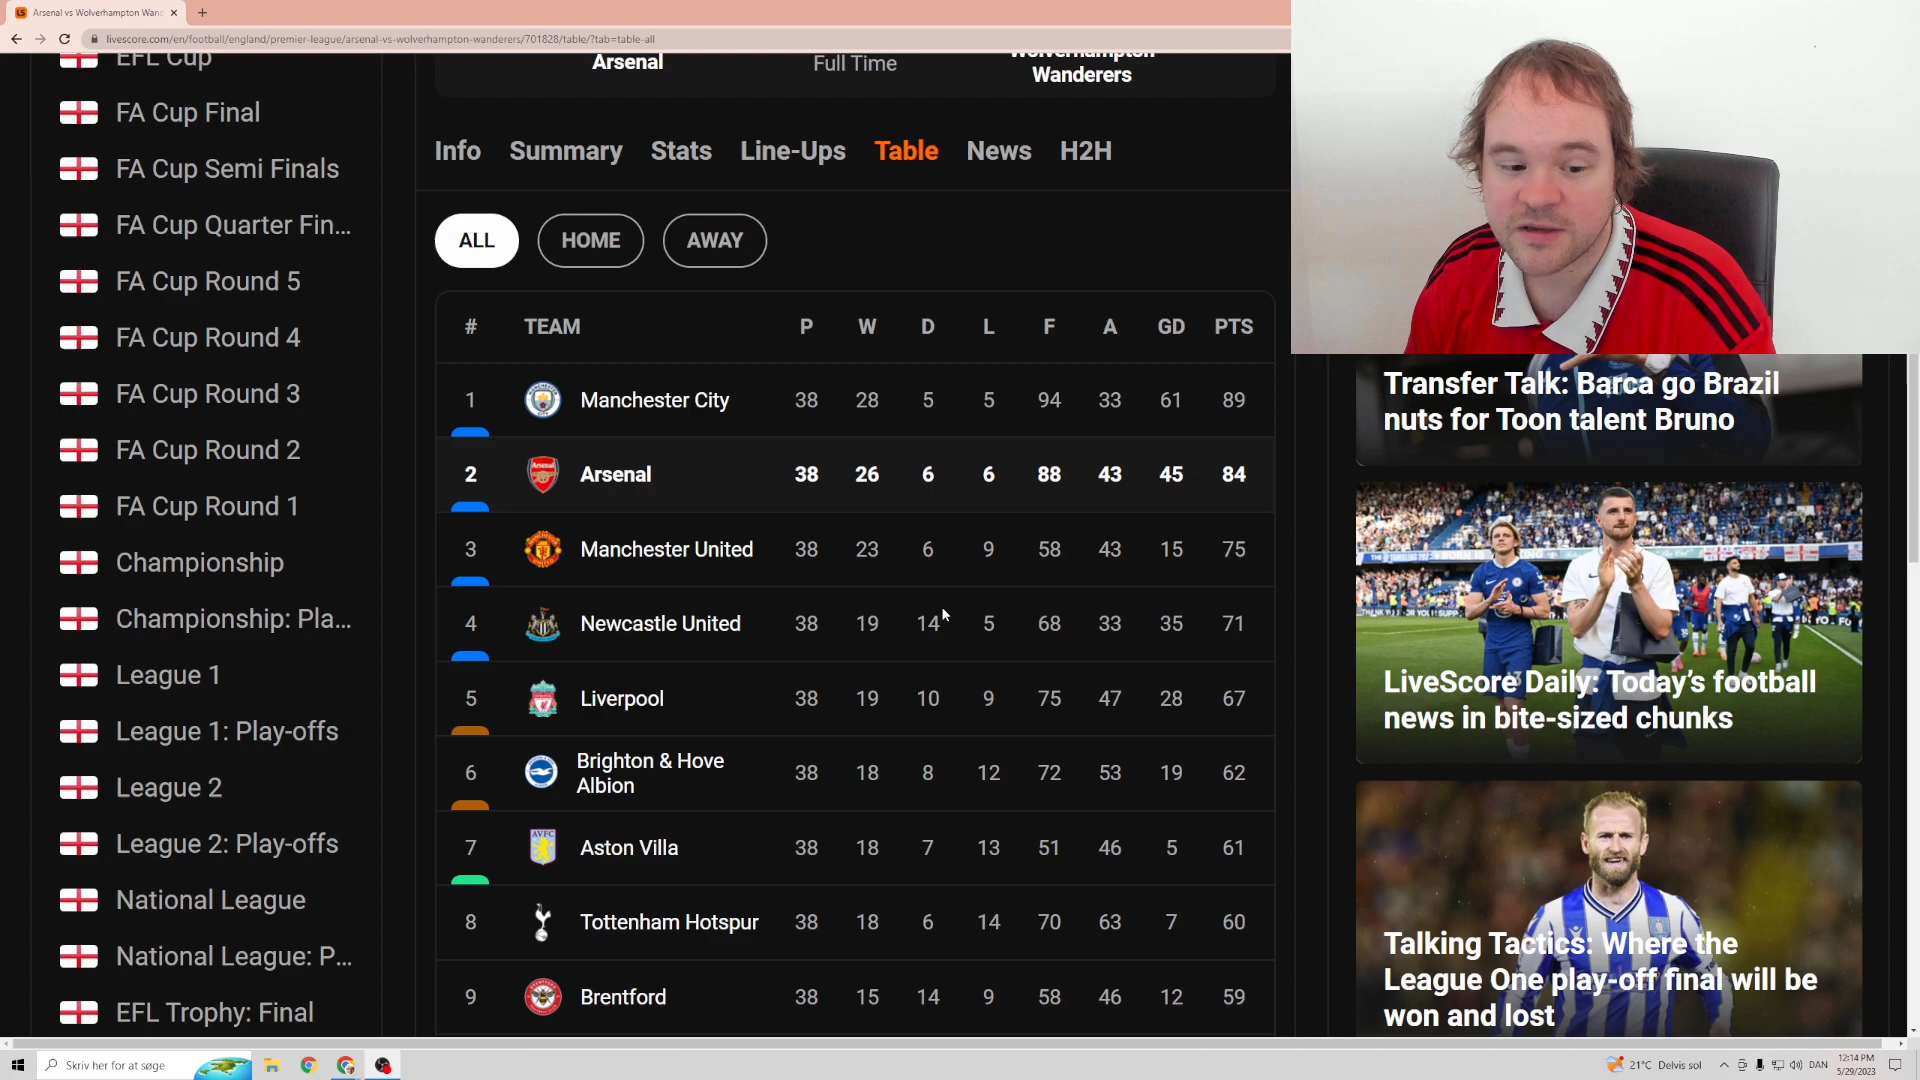 Arsenal vs Wolverhampton Wand
livescore.com/en/football/england/premier-league/arsenal-vs-wolverhampton-wanderers/701828/table/?tab=table-all
EFL Cup
FA Cup Final
FA Cup Semi Finals
FA Cup Quarter Fin...
FA Cup Round 5
FA Cup Round 4
FA Cup Round 3
FA Cup Round 2
FA Cup Round 1
Championship
Championship: Pla...
League 1
League 1: Play-offs
League 2
League 2: Play-offs
National League
National League: P...
EFL Trophy: Final
Arsenal
Full Time
Wolverhampton
Wanderers
Info Summary Stats Line-Ups Table News H2H
ALL HOME AWAY
# TEAM P W D L F A GD PTS
1 Manchester City 38 28 5 5 94 33 61 89
2 Arsenal 38 26 6 6 88 43 45 84
3 Manchester United 38 23 6 9 58 43 15 75
4 Newcastle United 38 19 14 5 68 33 35 71
5 Liverpool 38 19 10 9 75 47 28 67
6 Brighton & Hove
Albion 38 18 8 12 72 53 19 62
7 Aston Villa 38 18 7 13 51 46 5 61
8 Tottenham Hotspur 38 18 6 14 70 63 7 60
9 Brentford 38 15 14 9 58 46 12 59
Transfer Talk: Barca go Brazil
nuts for Toon talent Bruno
LiveScore Daily: Today's football
news in bite-sized chunks
Talking Tactics: Where the
League One play-off final will be
won and lost
Skriv her for at søge
21°C Delvis sol
DAN
12:14 PM
5/29/2023